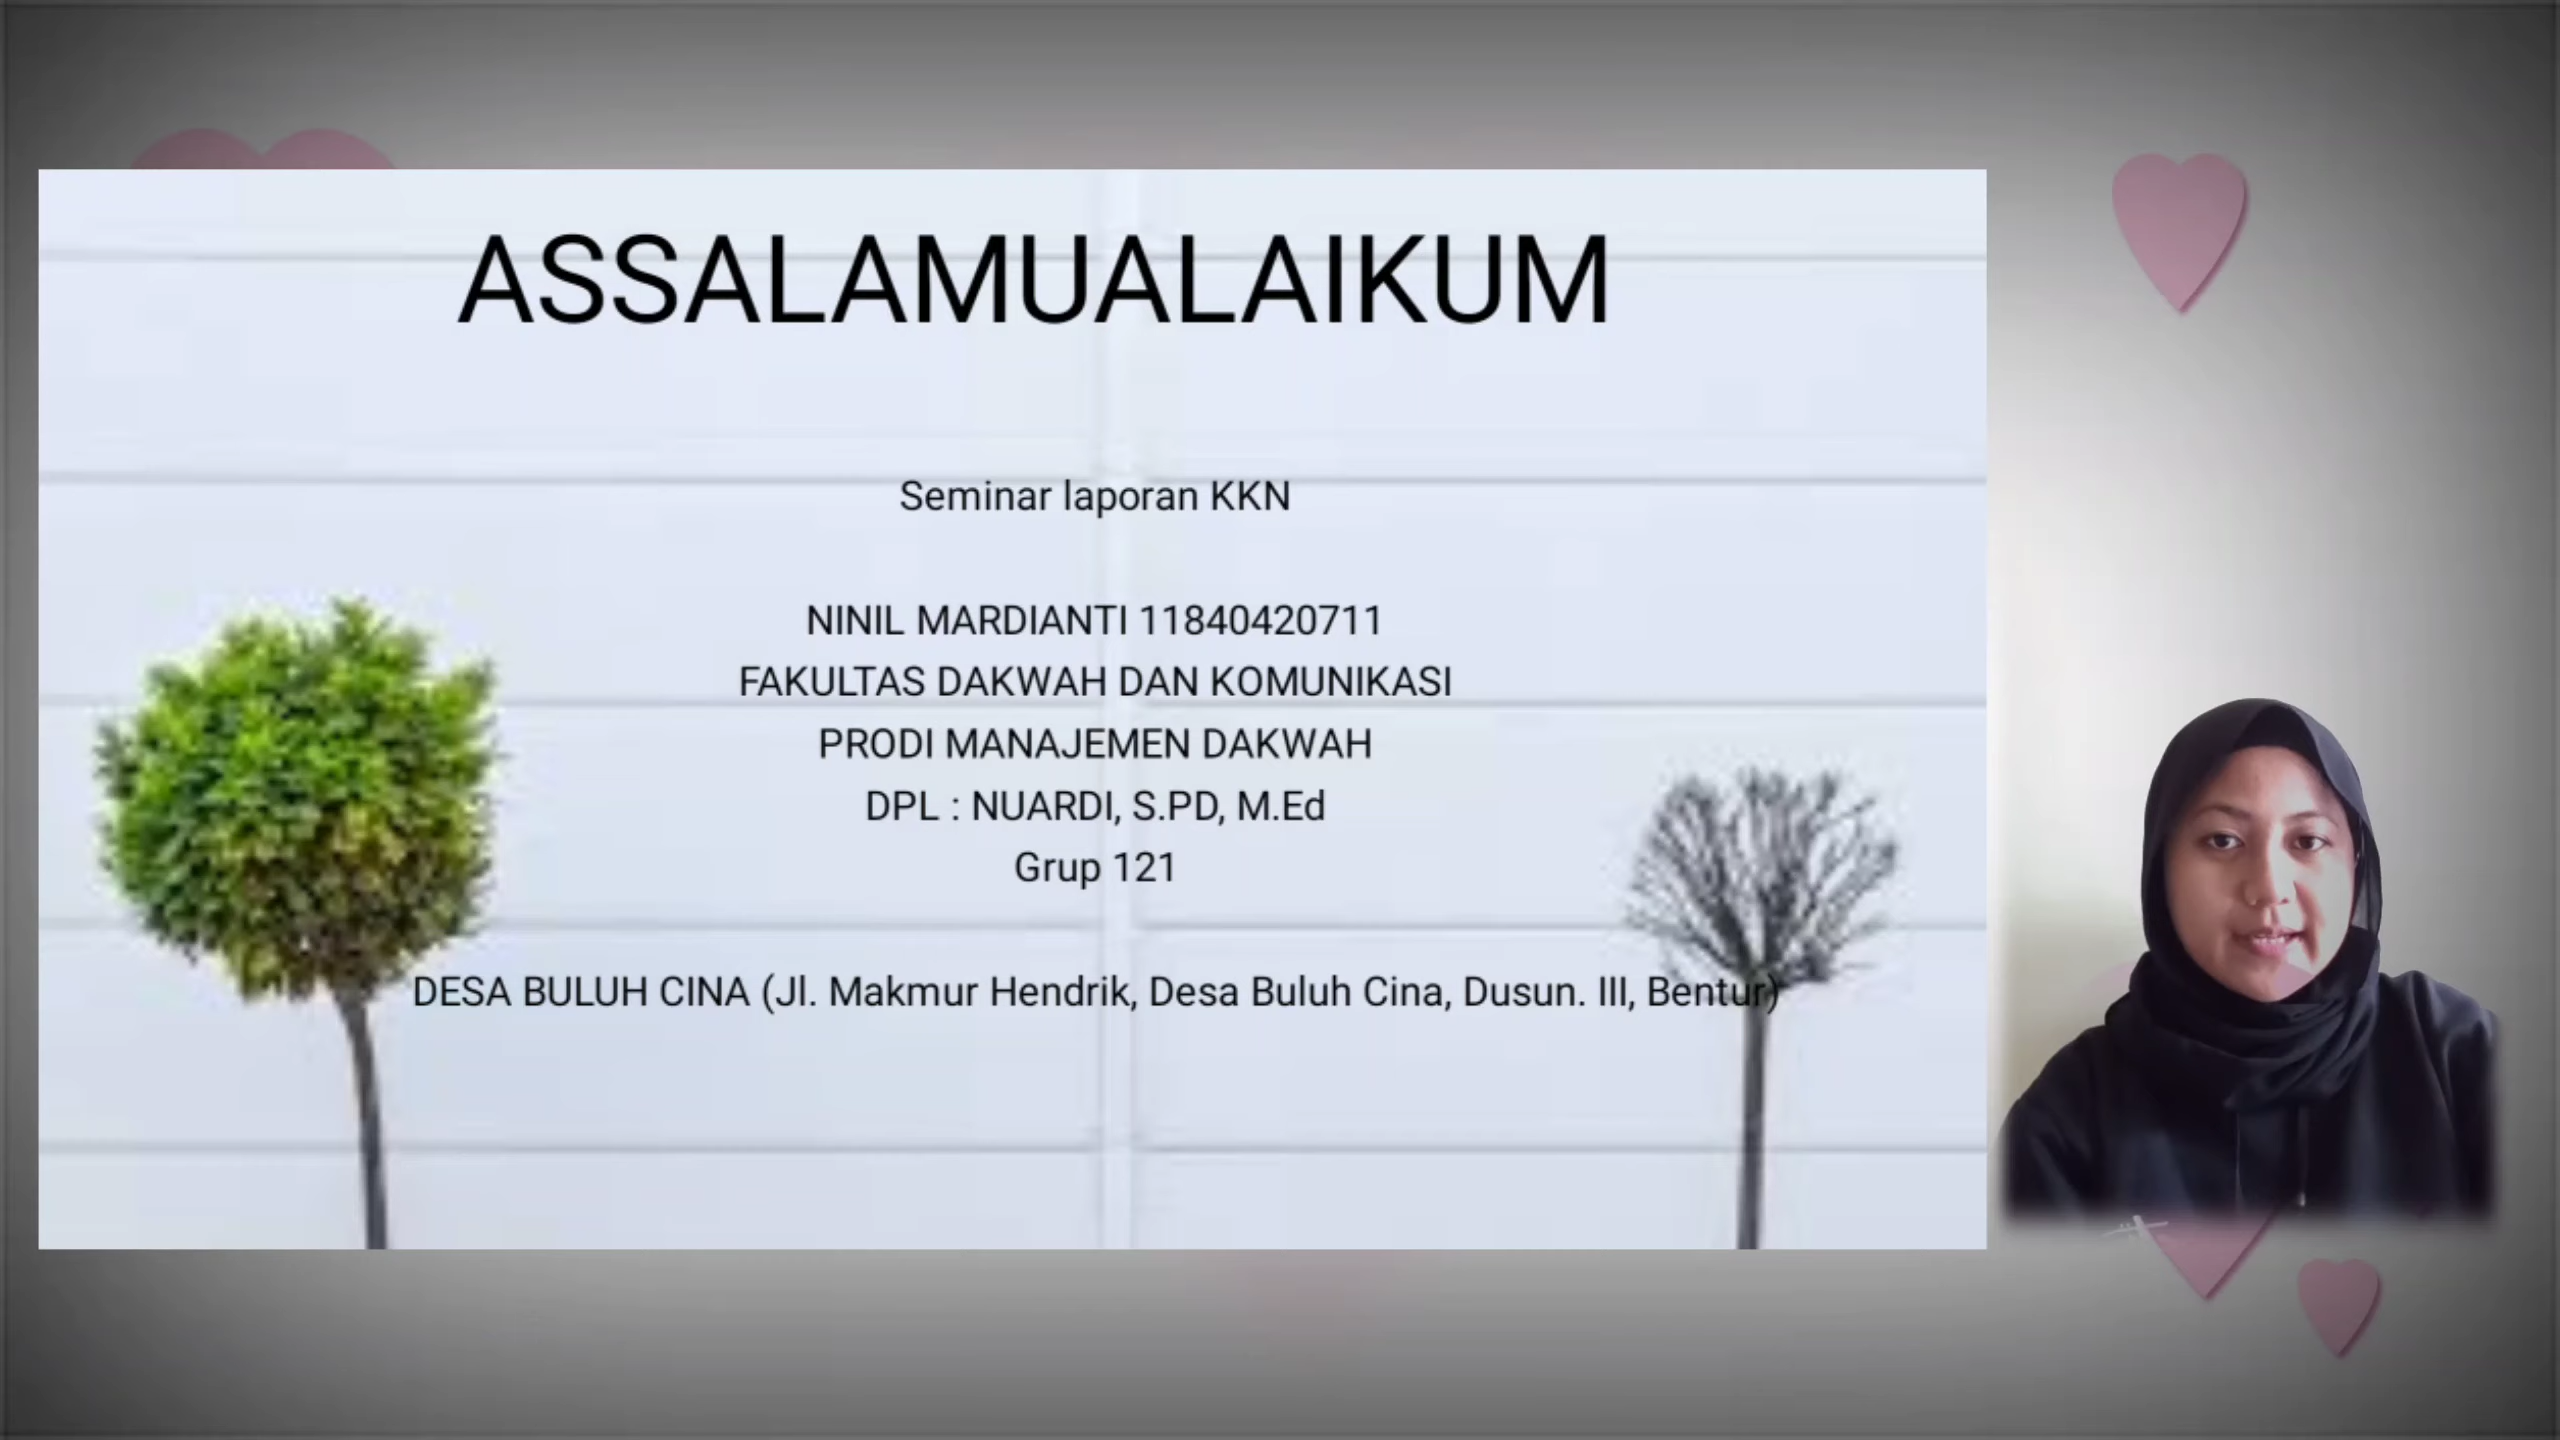 ASSALAMUALAIKUM
Seminar laporan KKN
NINIL MARDIANTI 11840420711
FAKULTAS DAKWAH DAN KOMUNIKASI
PRODI MANAJEMEN DAKWAH
DPL : NUARDI, S.PD, M.Ed
Grup 121
DESA BULUH CINA (Jl. Makmur Hendrik, Desa Buluh Cina, Dusun. III, Bentur)